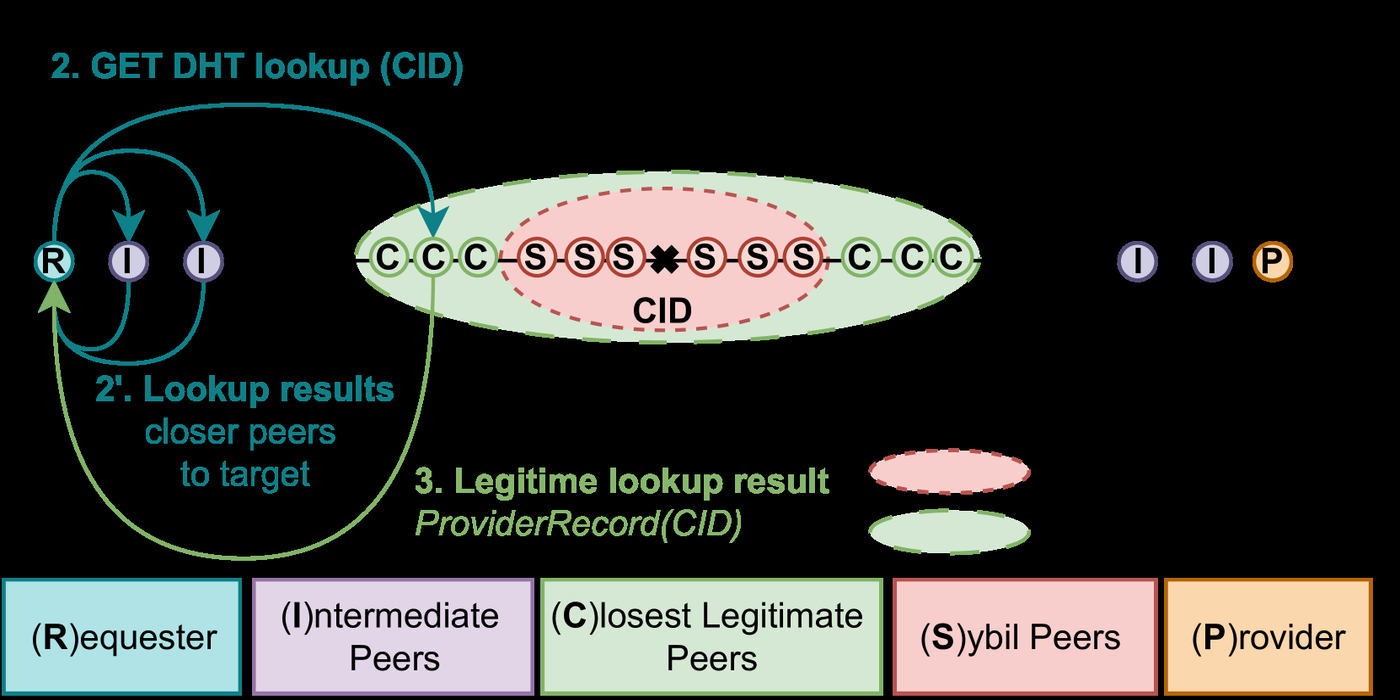 2. GET DHT lookup (CID)
R I I C C C S S S S S S C C C I I P
CID
2'. Lookup results
closer peers
to target
3. Legitime lookup result
ProviderRecord(CID)
(R)equester
(I)ntermediate
Peers
(C)losest Legitimate
Peers
(S)ybil Peers
(P)rovider